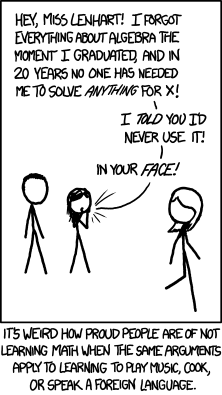 HEY, MISS LENHART! I FORGOT
EVERYTHING ABOUT ALGEBRA THE
MOMENT I GRADUATED, AND IN
20 YEARS NO ONE HAS NEEDED
ME TO SOLVE ANYTHING FOR X!
I TOLD YOU I'D
NEVER USE IT!
IN YOUR FACE!
IT'S WEIRD HOW PROUD PEOPLE ARE OF NOT
LEARNING MATH WHEN THE SAME ARGUMENTS
APPLY TO LEARNING TO PLAY MUSIC, COOK,
OR SPEAK A FOREIGN LANGUAGE.